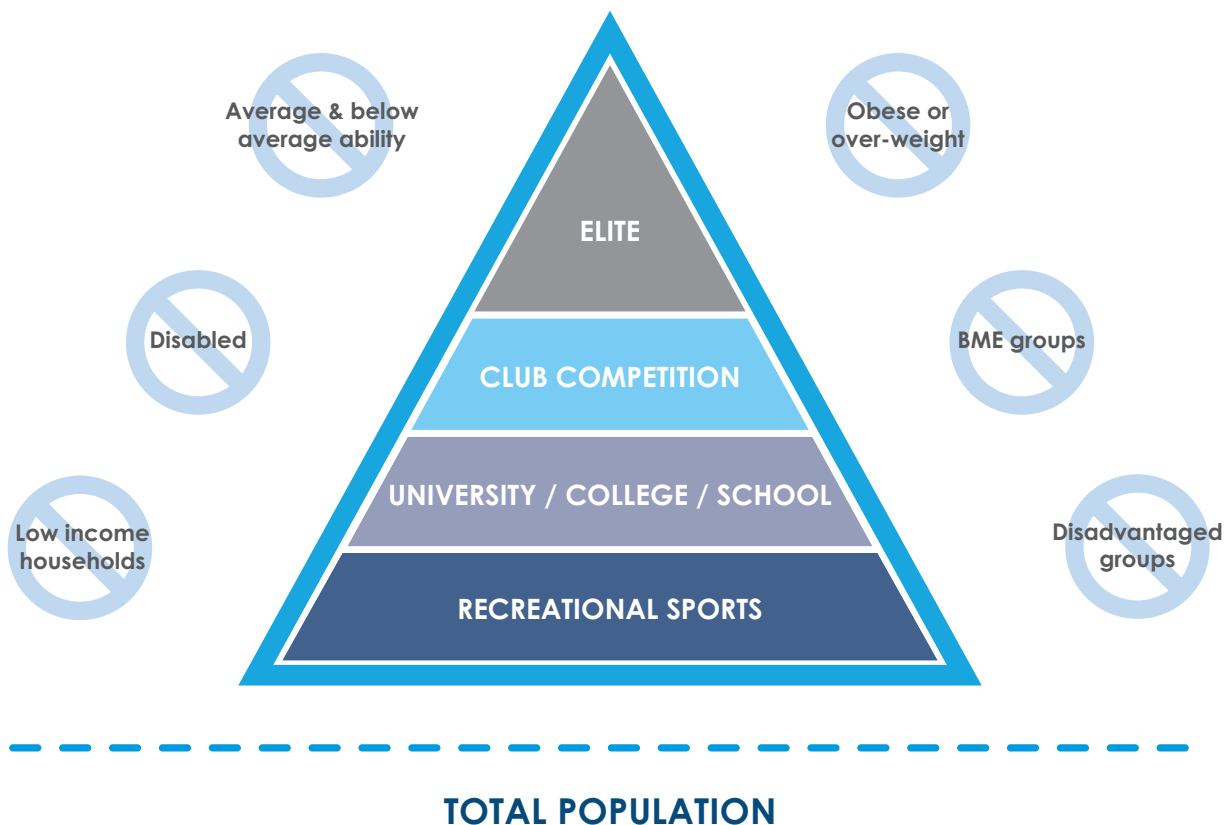 Average & below
average ability
Obese or
over-weight
ELITE
Disabled
BME groups
CLUB COMPETITION
UNIVERSITY / COLLEGE / SCHOOL
Low income
households
Disadvantaged
groups
RECREATIONAL SPORTS
TOTAL POPULATION